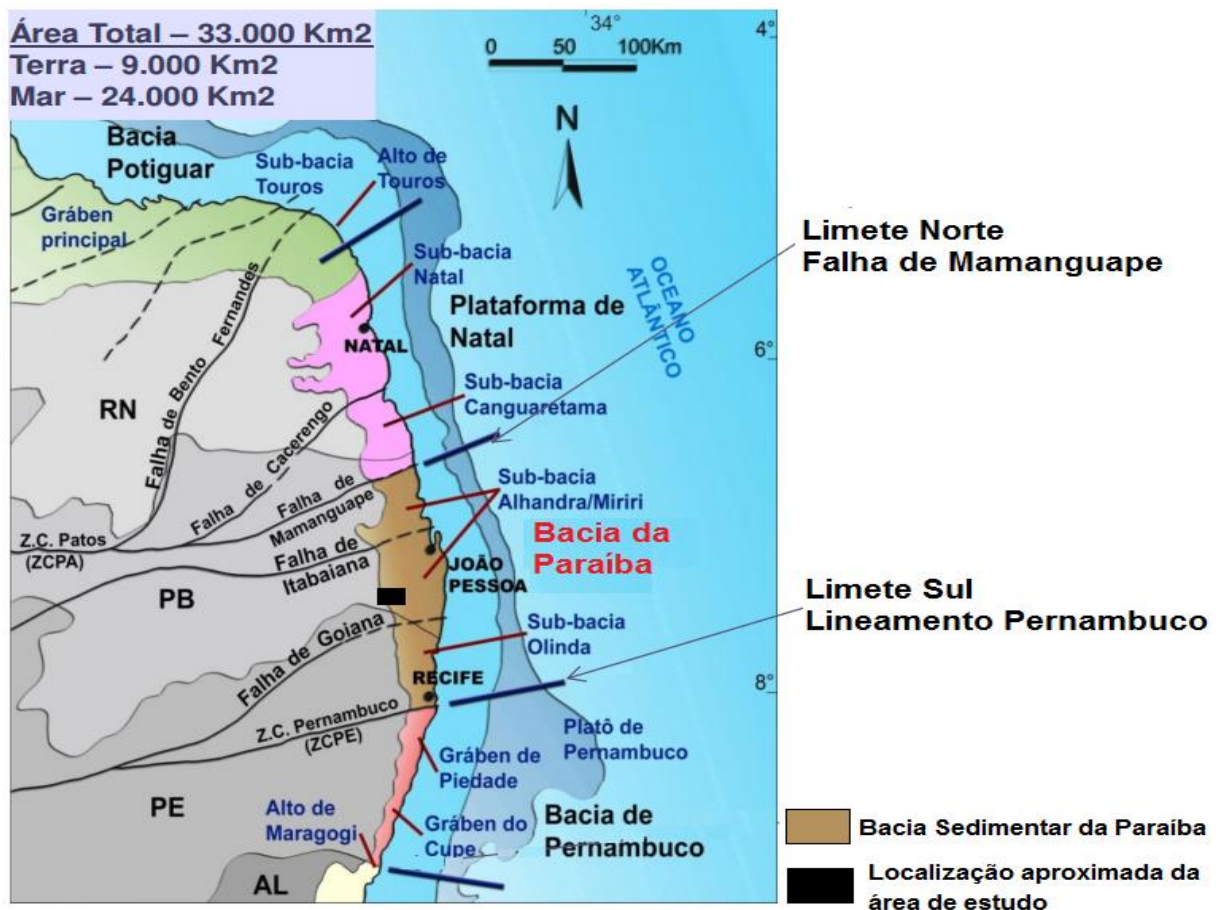 Área Total – 33.000 Km2
Terra – 9.000 Km2
Mar – 24.000 Km2
34°
4°
0 50 100Km
N
Bacia
Potiguar
Sub-bacia
Touros
Alto de
Touros
Gráben
principal
Sub-bacia
Natal
Limete Norte
Falha de Mamanguape
OCEANO
ATLÂNTICO
Plataforma de
Natal
NATAL
6°
Falha de Bento Fernandes
RN
Sub-bacia
Canguaretama
Falha de Cacerengo
Falha de
Mamanguape
Sub-bacia
Alhandra/Miriri
Z.C. Patos
(ZCPA)
Bacia da
Paraíba
Falha de
Itabaiana
JOÃO
PESSOA
PB
Limete Sul
Lineamento Pernambuco
Falha de Goiana
Sub-bacia
Olinda
RECIFE
8°
Z.C. Pernambuco
(ZCPE)
Platô de
Pernambuco
Gráben de
Piedade
PE
Alto de
Maragogi
Gráben do
Cupe
Bacia de
Pernambuco
AL
Bacia Sedimentar da Paraíba
Localização aproximada da
área de estudo